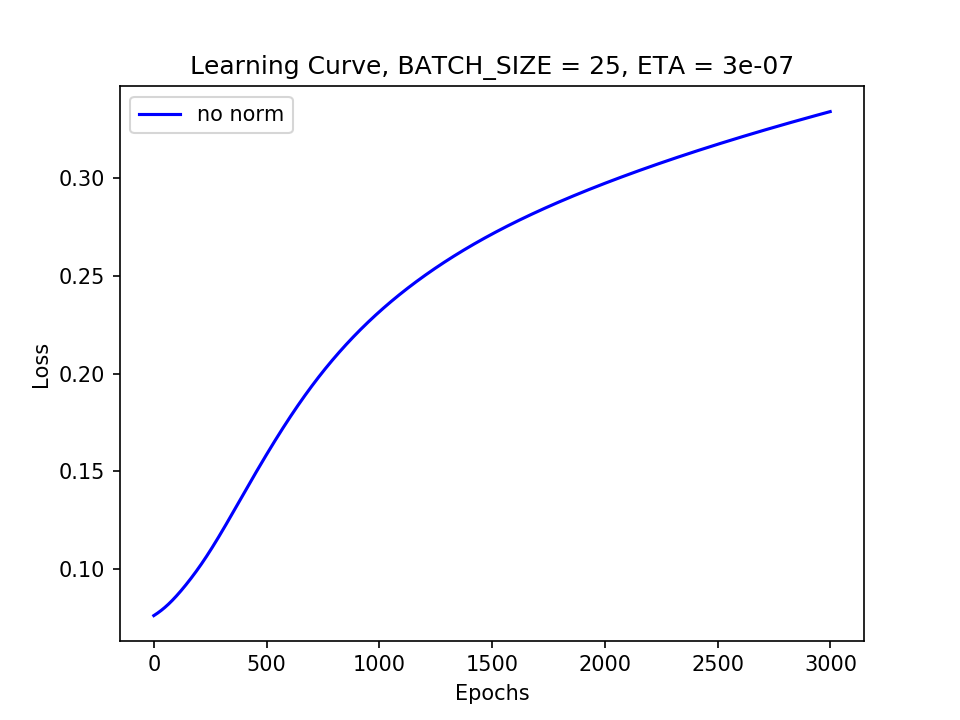 Learning Curve, BATCH_SIZE = 25, ETA = 3e-07
no norm
0.30
0.25
0.20
0.15
0.10
Loss
0 500 1000 1500 2000 2500 3000
Epochs